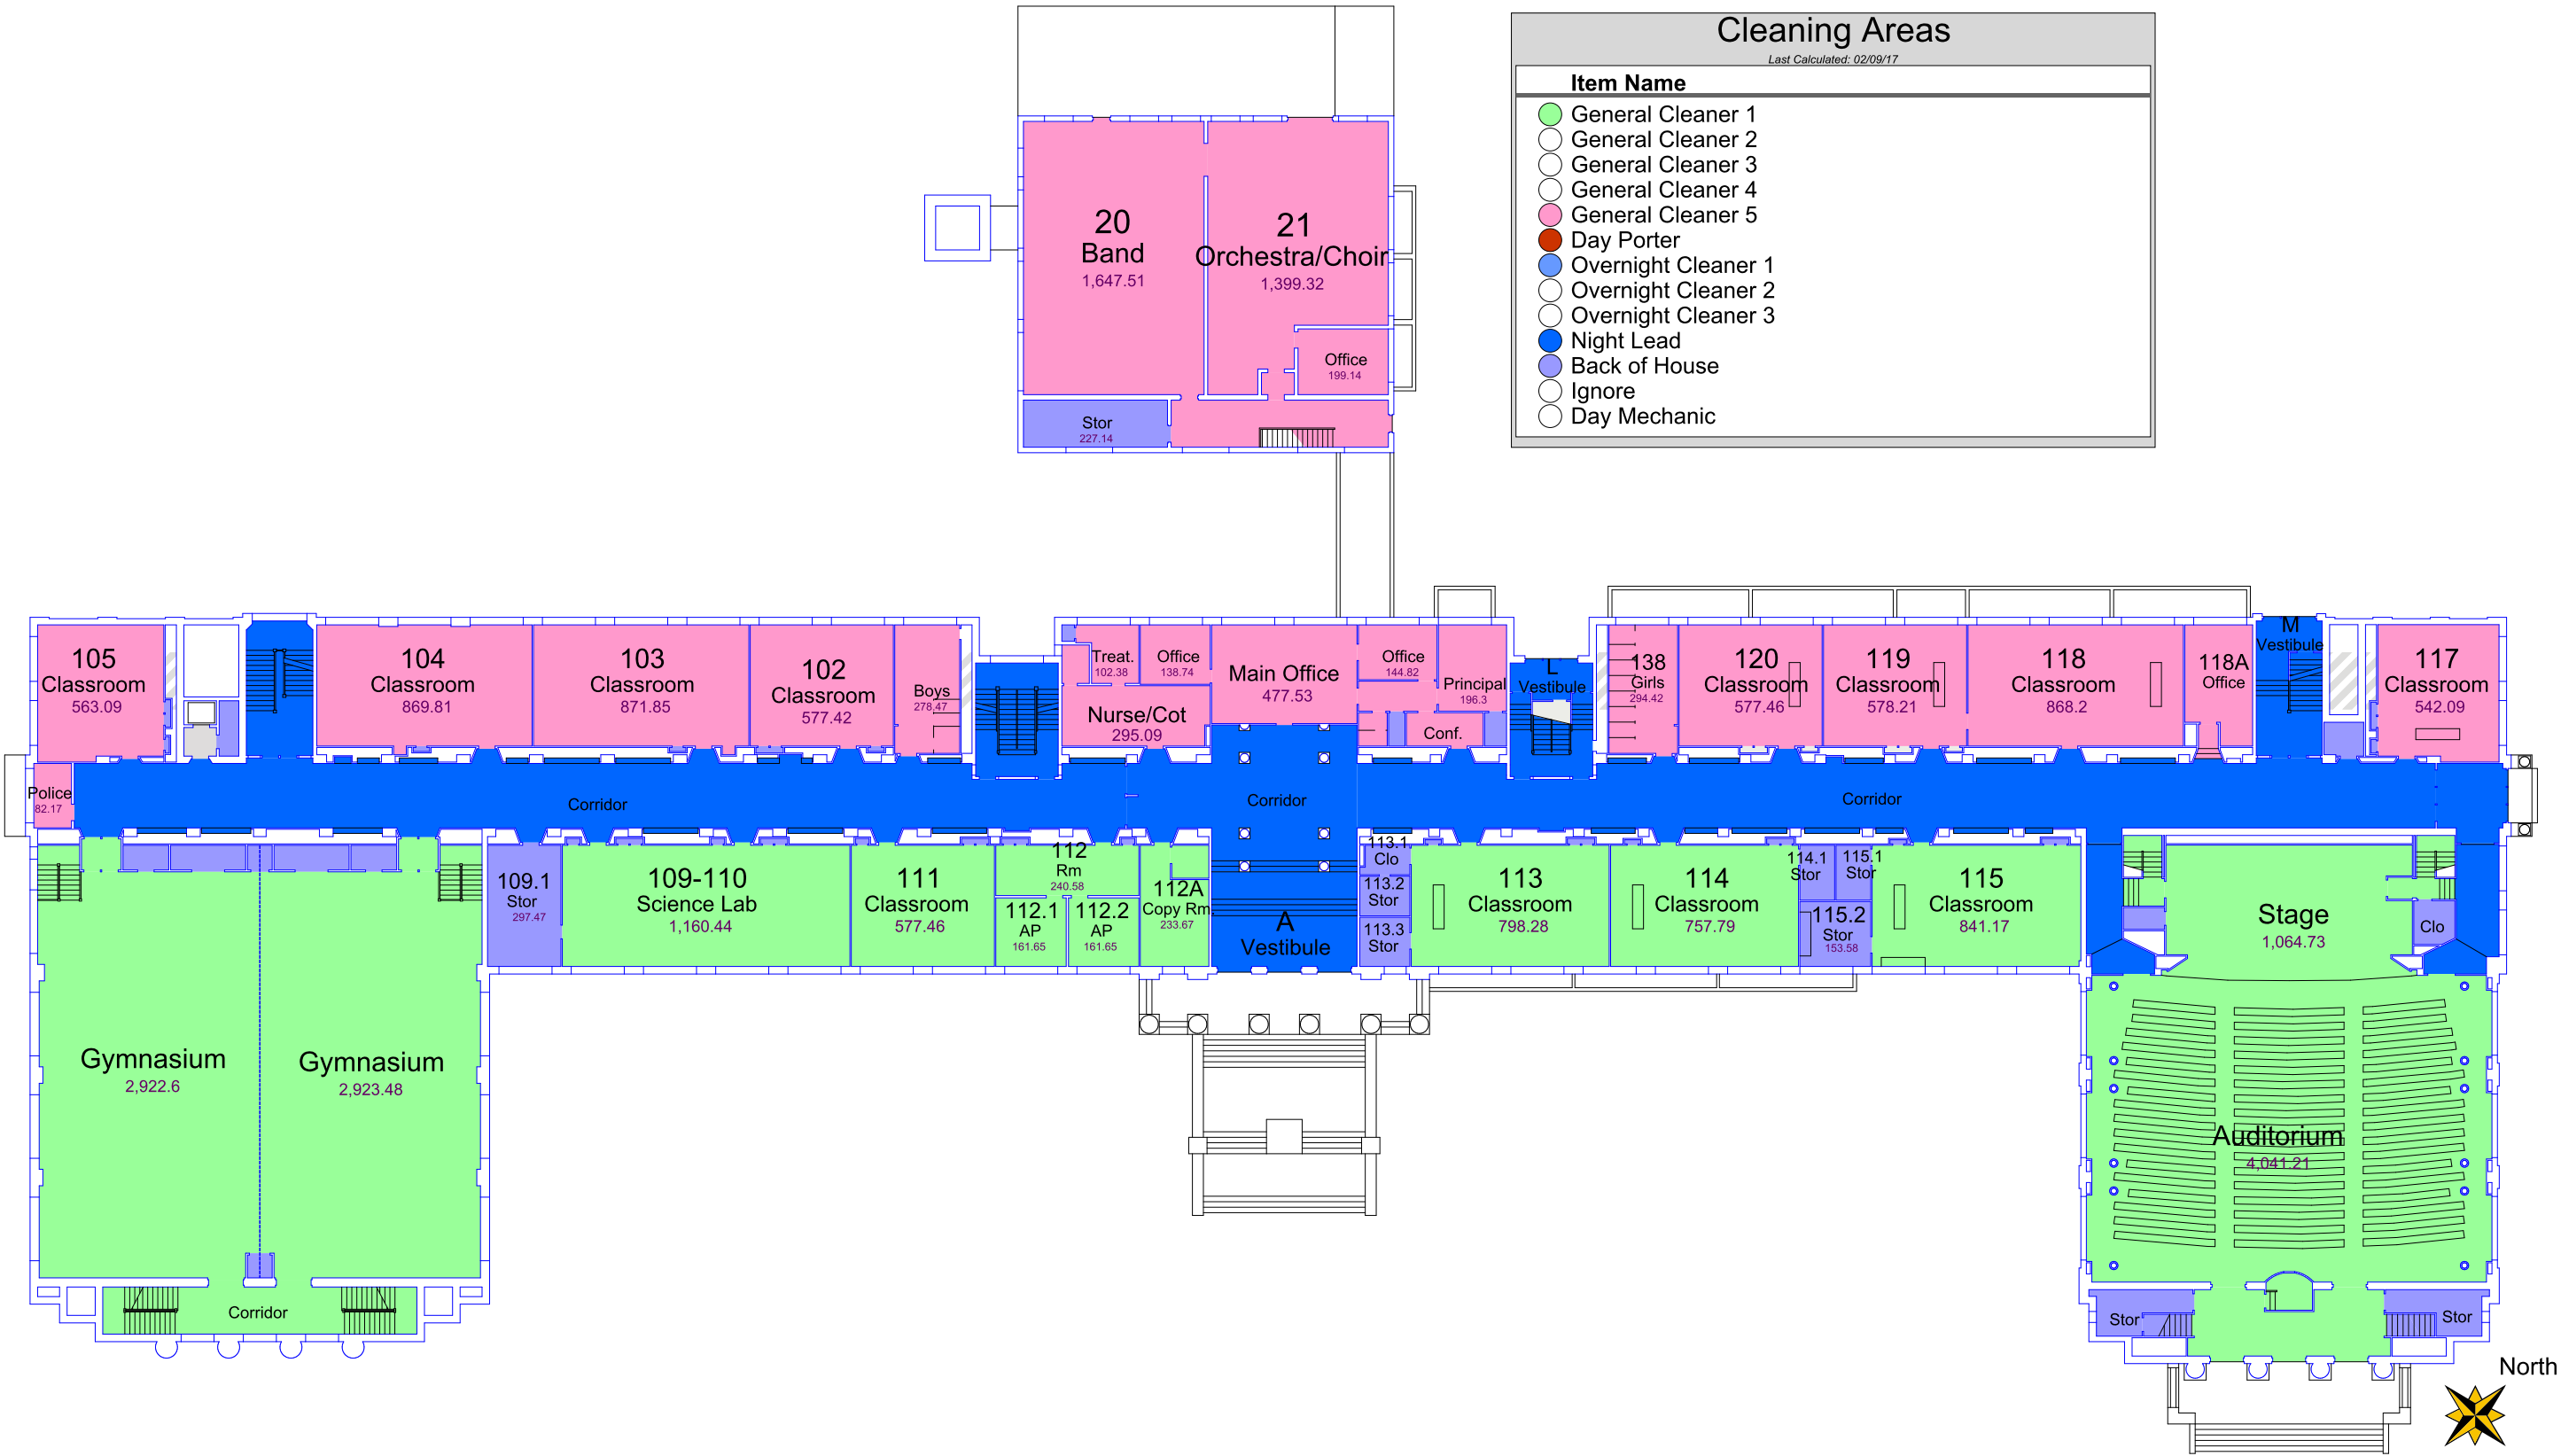 Cleaning Areas
Last Calculated: 02/09/17
Item Name
General Cleaner 1
General Cleaner 2
General Cleaner 3
General Cleaner 4
General Cleaner 5
Day Porter
Overnight Cleaner 1
Overnight Cleaner 2
Overnight Cleaner 3
Night Lead
Back of House
Ignore
Day Mechanic
20
Band
1,647.51
21
Orchestra/Choir
1,399.32
Office
199.14
Stor
227.14
105
Classroom
563.09
104
Classroom
869.81
103
Classroom
871.85
102
Classroom
577.42
Boys
278.47
Treat.
102.38
Office
138.74
Nurse/Cot
295.09
Main Office
477.53
Office
144.82
Principal
196.3
Conf.
L
Vestibule
138
Girls
294.42
120
Classroom
577.46
119
Classroom
578.21
118
Classroom
868.2
118A
Office
M
Vestibule
117
Classroom
542.09
Police
82.17
Corridor
Corridor
Corridor
109.1
Stor
297.47
109-110
Science Lab
1,160.44
111
Classroom
577.46
112
Rm
240.58
112.1
AP
161.65
112.2
AP
161.65
112A
Copy Rm
233.67
A
Vestibule
113.1
Clo
113.2
Stor
113.3
Stor
113
Classroom
798.28
114
Classroom
757.79
114.1
Stor
115.1
Stor
115.2
Stor
153.58
115
Classroom
841.17
Stage
1,064.73
Clo
Gymnasium
2,922.6
Gymnasium
2,923.48
Corridor
Auditorium
4,041.21
Stor
Stor
North